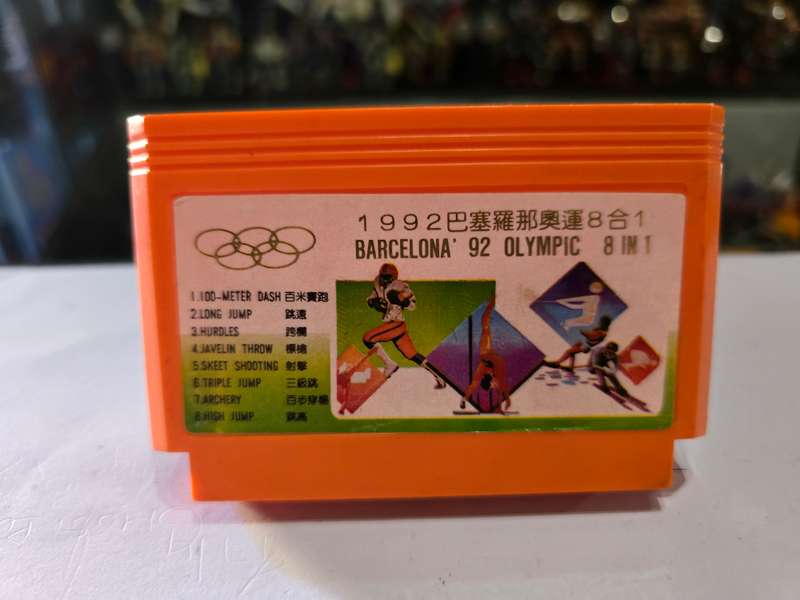 1992巴塞羅那奧運8合1
BARCELONA' 92 OLYMPIC 8 IN 1
1.100-METER DASH 百米賽跑
2.LONG JUMP 跳遠
3.HURDLES 跨欄
4.JAVELIN THROW 標槍
5.SKEET SHOOTING 射擊
6.TRIPLE JUMP 三級跳
7.ARCHERY 百步穿楊
8.HIGH JUMP 跳高